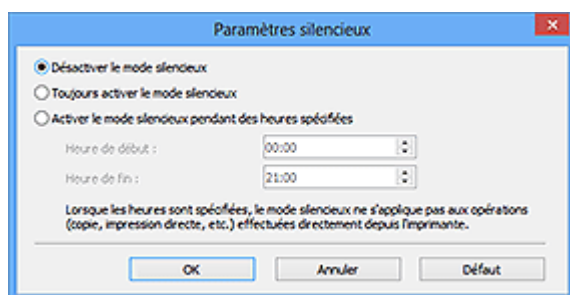 Paramètres silencieux
Désactiver le mode silencieux
Toujours activer le mode silencieux
Activer le mode silencieux pendant des heures spécifiées
Heure de début : 00:00
Heure de fin : 21:00
Lorsque les heures sont spécifiées, le mode silencieux ne s'applique pas aux opérations
(copie, impression directe, etc.) effectuées directement depuis l'imprimante.
OK Annuler Défaut